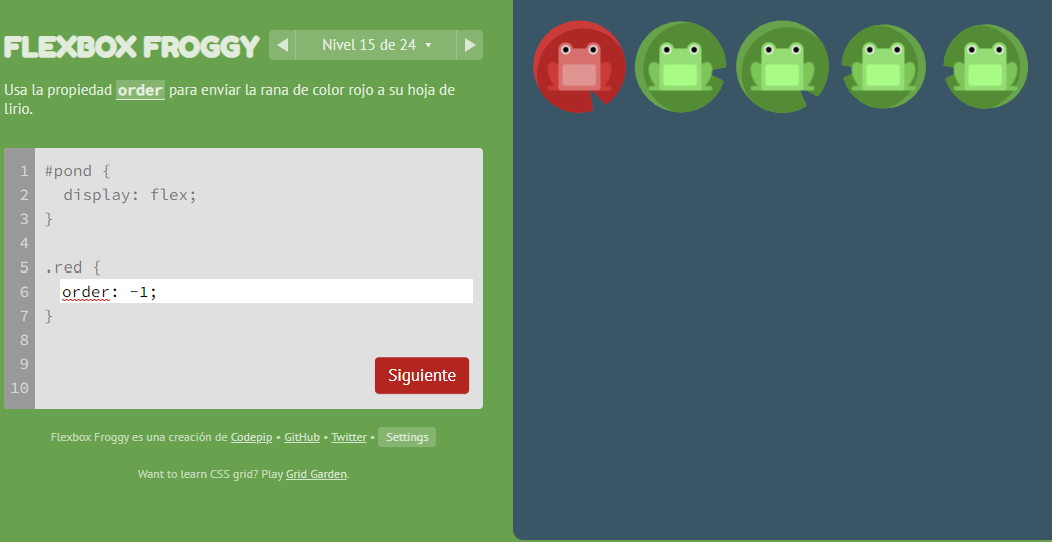 FLEXBOX FROGGY
Nivel 15 de 24
Usa la propiedad order para enviar la rana de color rojo a su hoja de
lirio.
1 #pond {
2 display: flex;
3 }
4
5 .red {
6 order: -1;
7 }
8
9
10
Siguiente
Flexbox Froggy es una creación de Codepip • GitHub • Twitter • Settings
Want to learn CSS grid? Play Grid Garden.